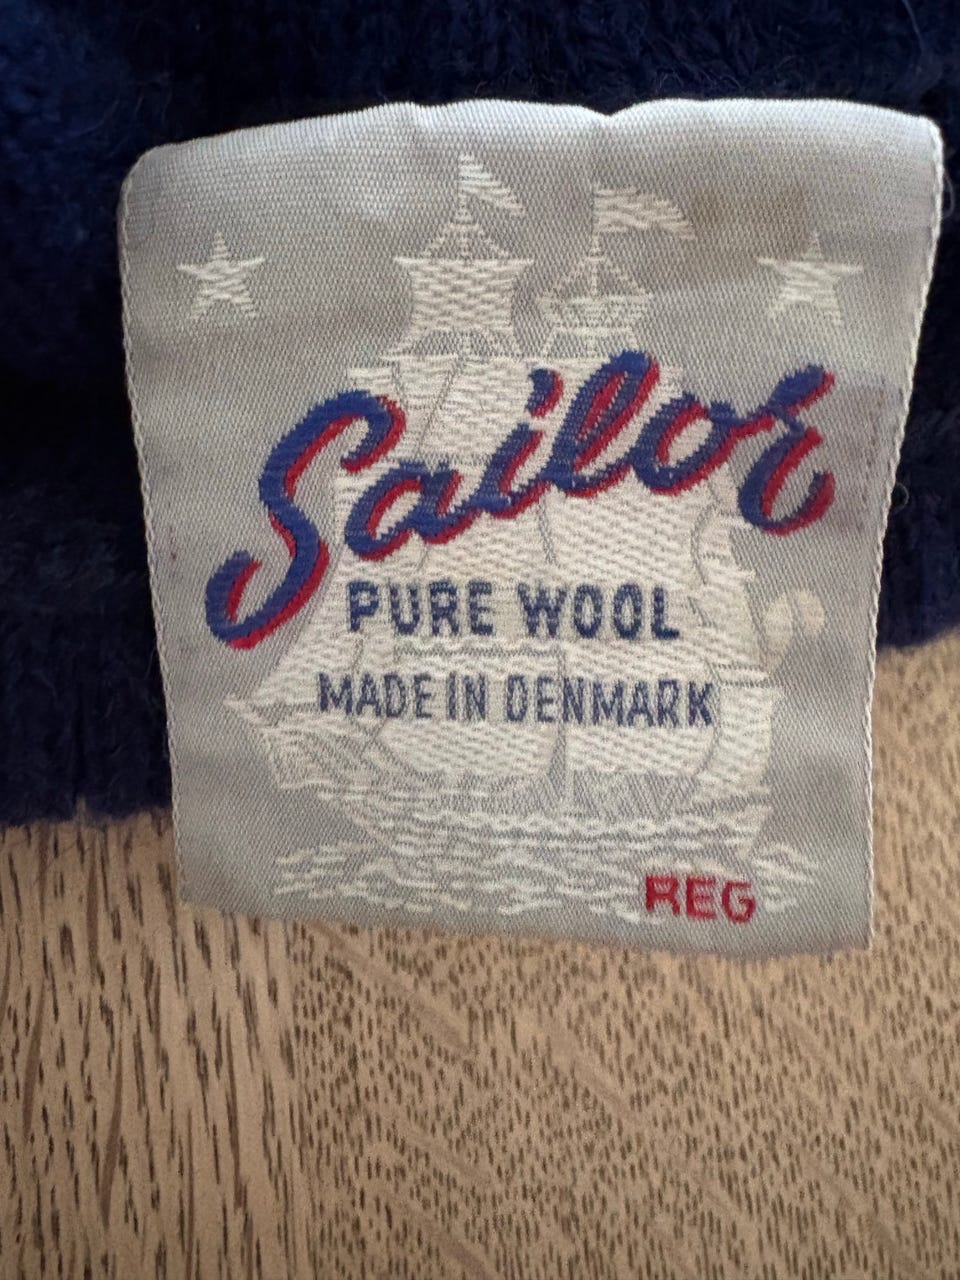 Sailor
PURE WOOL
MADE IN DENMARK
REG